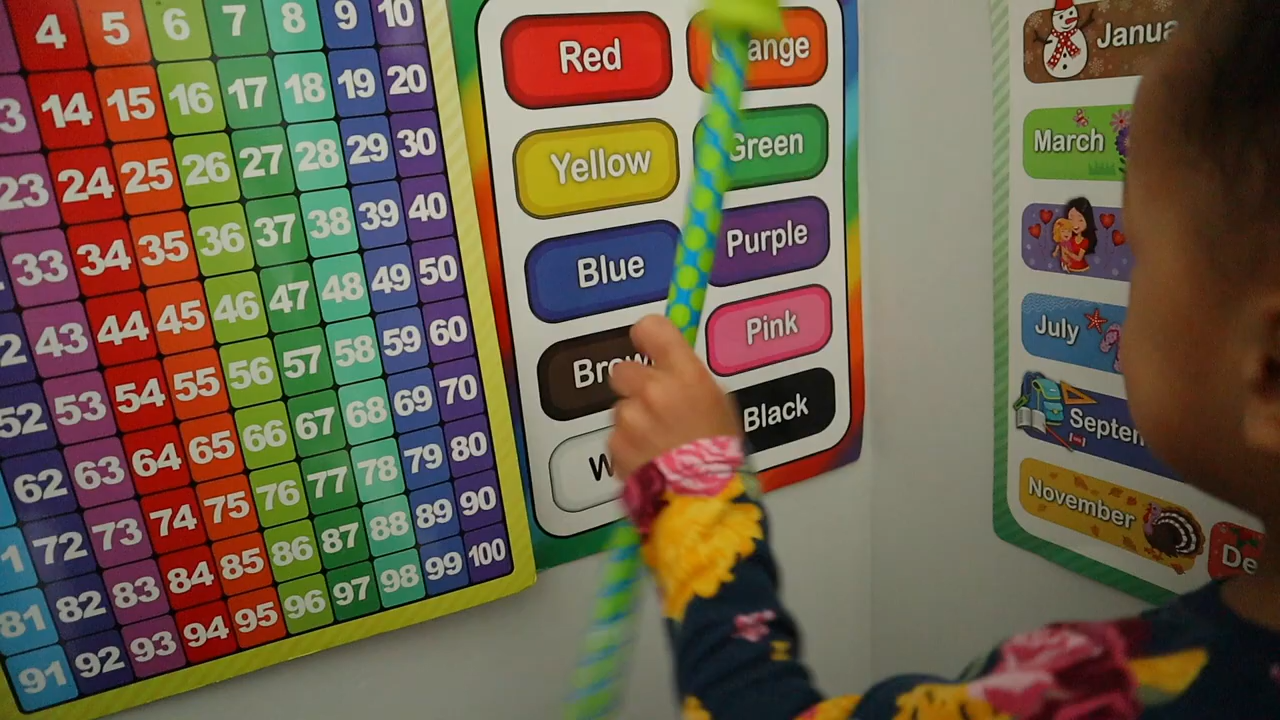 4 5 6 7 8 9 10
14 15 16 17 18 19 20
23 24 25 26 27 28 29 30
33 34 35 36 37 38 39 40
43 44 45 46 47 48 49 50
53 54 55 56 57 58 59 60
52 63 64 65 66 67 68 69 70
62 73 74 75 76 77 78 79 80
72 83 84 85 86 87 88 89 90
81 82 93 94 95 96 97 98 99 100
91 92
Red
Yellow Green
Blue Purple
Pink
Black
March
July
November